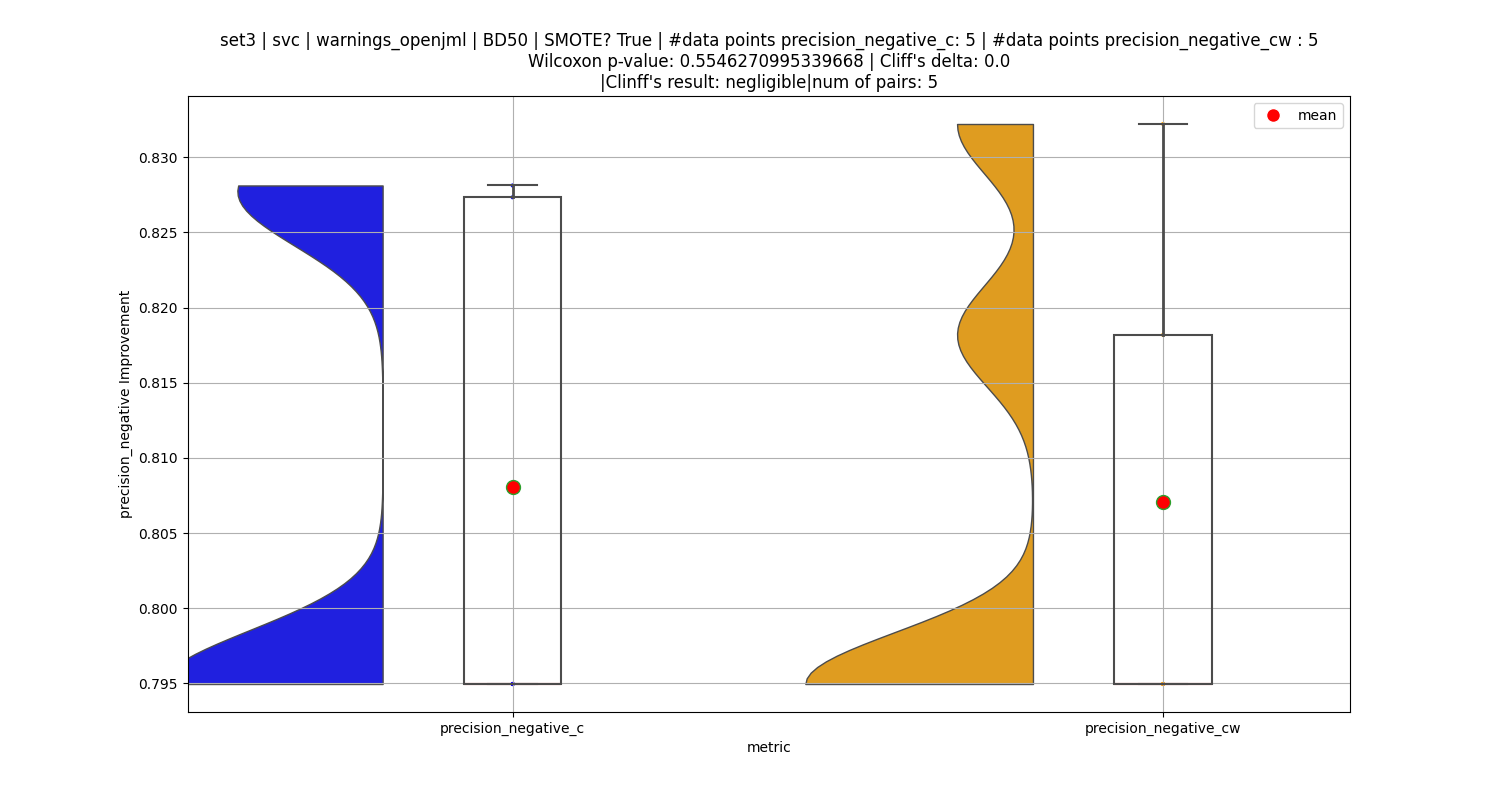 set3 | svc | warnings_openjml | BD50 | SMOTE? True | #data points precision_negative_c: 5 | #data points precision_negative_cw : 5
Wilcoxon p-value: 0.5546270995339668 | Cliff's delta: 0.0
|Clinff's result: negligible|num of pairs: 5
mean
0.830
0.825
0.820
0.815
0.810
0.805
0.800
0.795
precision_negative Improvement
precision_negative_c
precision_negative_cw
metric